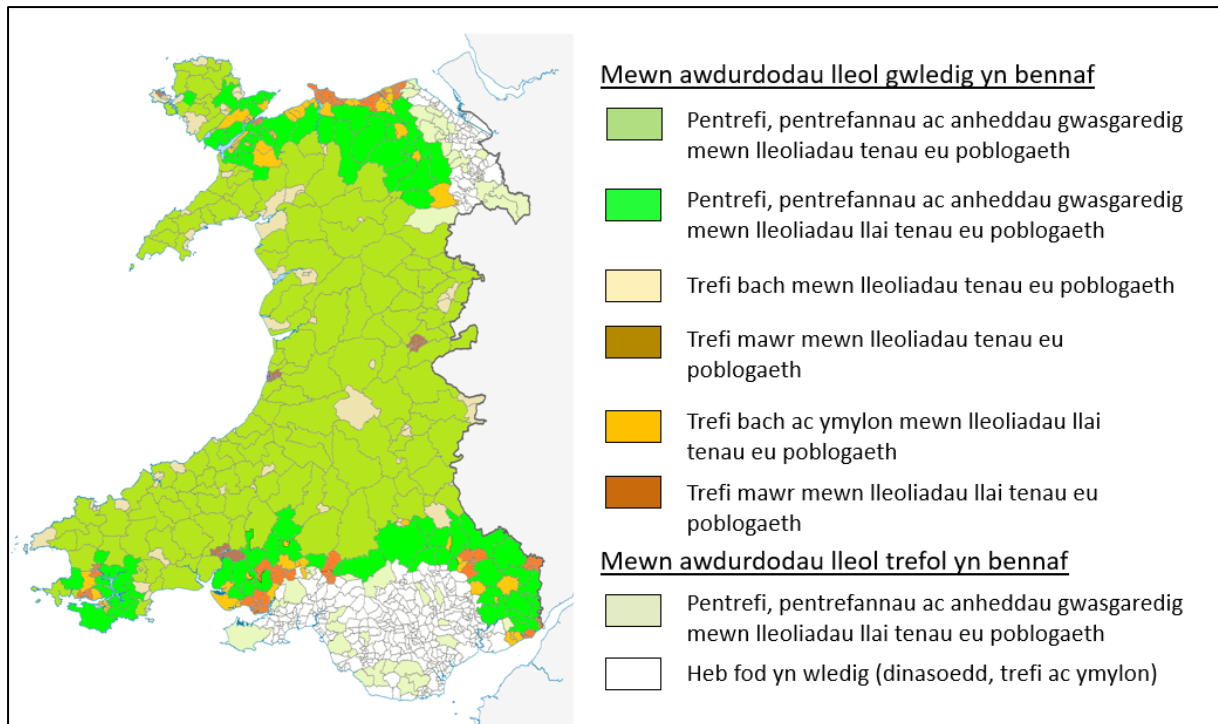 Mewn awdurdodau lleol gwledig yn bennaf
Pentrefi, pentrefannau ac anheddau gwasgaredig
mewn lleoliadau tenau eu poblogaeth
Pentrefi, pentrefannau ac anheddau gwasgaredig
mewn lleoliadau llai tenau eu poblogaeth
Trefi bach mewn lleoliadau tenau eu poblogaeth
Trefi mawr mewn lleoliadau tenau eu
poblogaeth
Trefi bach ac ymylon mewn lleoliadau llai
tenau eu poblogaeth
Trefi mawr mewn lleoliadau llai tenau eu
poblogaeth
Mewn awdurdodau lleol trefol yn bennaf
Pentrefi, pentrefannau ac anheddau gwasgaredig
mewn lleoliadau llai tenau eu poblogaeth
Heb fod yn wledig (dinasoedd, trefi ac ymylon)